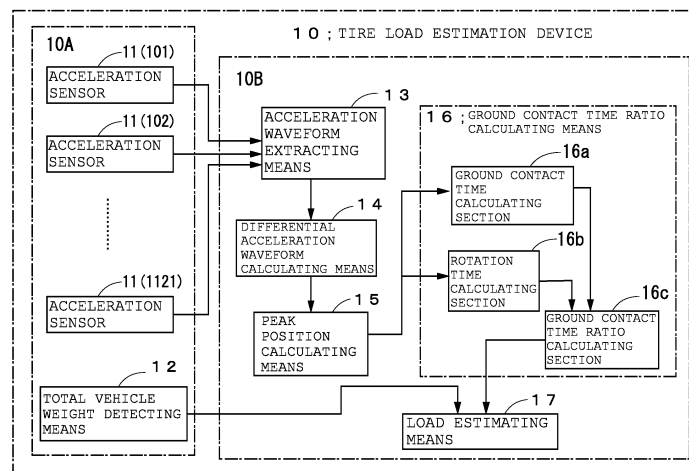 10 ; TIRE LOAD ESTIMATION DEVICE
10A
11(101)
ACCELERATION
SENSOR
11(102)
ACCELERATION
SENSOR
11(1121)
ACCELERATION
SENSOR
12
TOTAL VEHICLE
WEIGHT DETECTING
MEANS
10B
13
ACCELERATION
WAVEFORM
EXTRACTING
MEANS
14
DIFFERENTIAL
ACCELERATION
WAVEFORM
CALCULATING MEANS
15
PEAK
POSITION
CALCULATING
MEANS
16 ; GROUND CONTACT TIME RATIO
CALCULATING MEANS
16a
GROUND CONTACT
TIME
CALCULATING
SECTION
16b
ROTATION
TIME
CALCULATING
SECTION
16c
GROUND CONTACT
TIME RATIO
CALCULATING
SECTION
17
LOAD ESTIMATING
MEANS